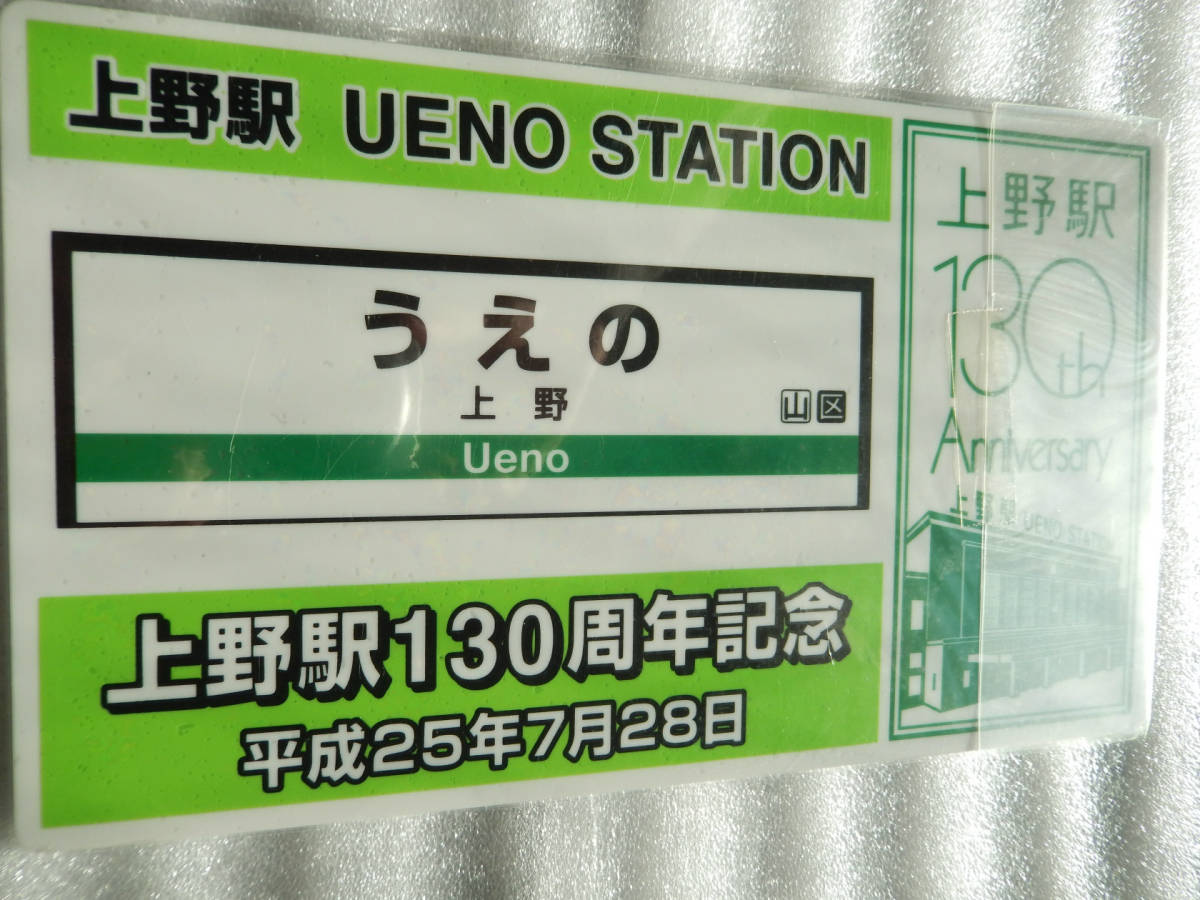 上野駅 UENO STATION
うえの
上野
山区
Ueno
上野駅130周年記念
平成25年7月28日
上野駅
130th
Anniversary
上野駅 UENO STATION